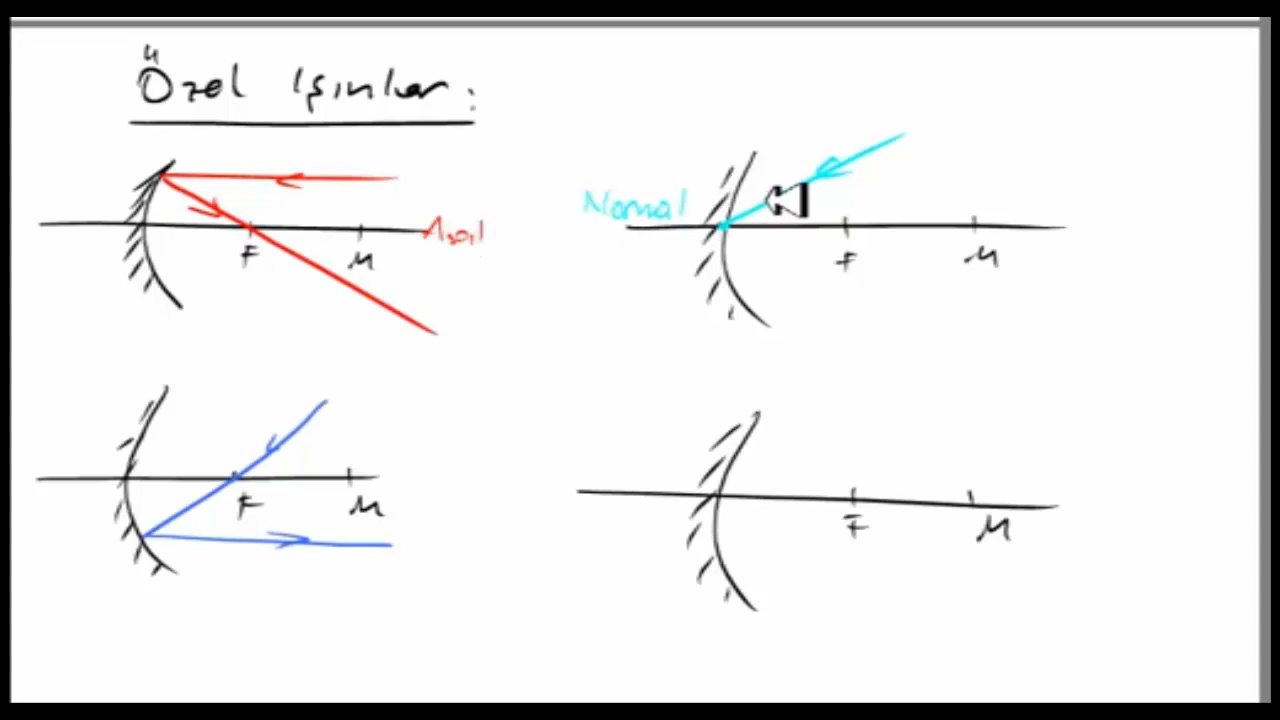 Özel Işınlar:
F M Asal
Normal F M
F M
F M